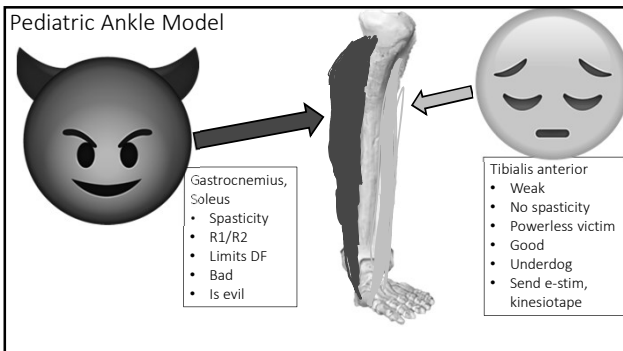 Pediatric Ankle Model
Gastrocnemius,
Soleus
• Spasticity
• R1/R2
• Limits DF
• Bad
• Is evil
Tibialis anterior
• Weak
• No spasticity
• Powerless victim
• Good
• Underdog
• Send e-stim,
kinesiotape